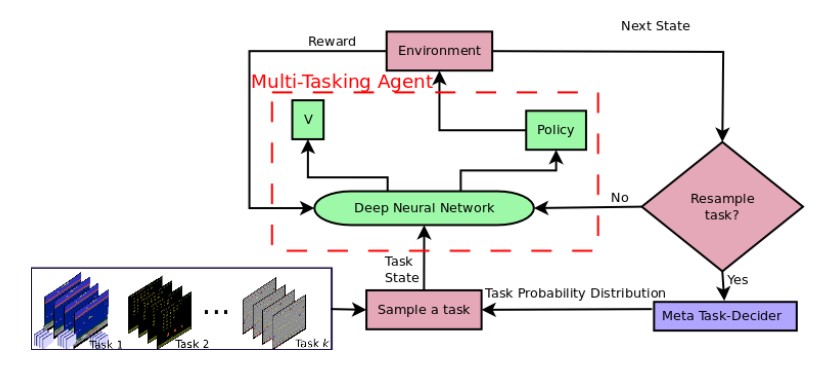 Next State
Reward
Environment
Multi-Tasking Agent
V
Policy
Deep Neural Network
No
Resample
task?
Task
State
Yes
Task Probability Distribution
Sample a task
Meta Task-Decider
...
Task 1
Task 2
Task k